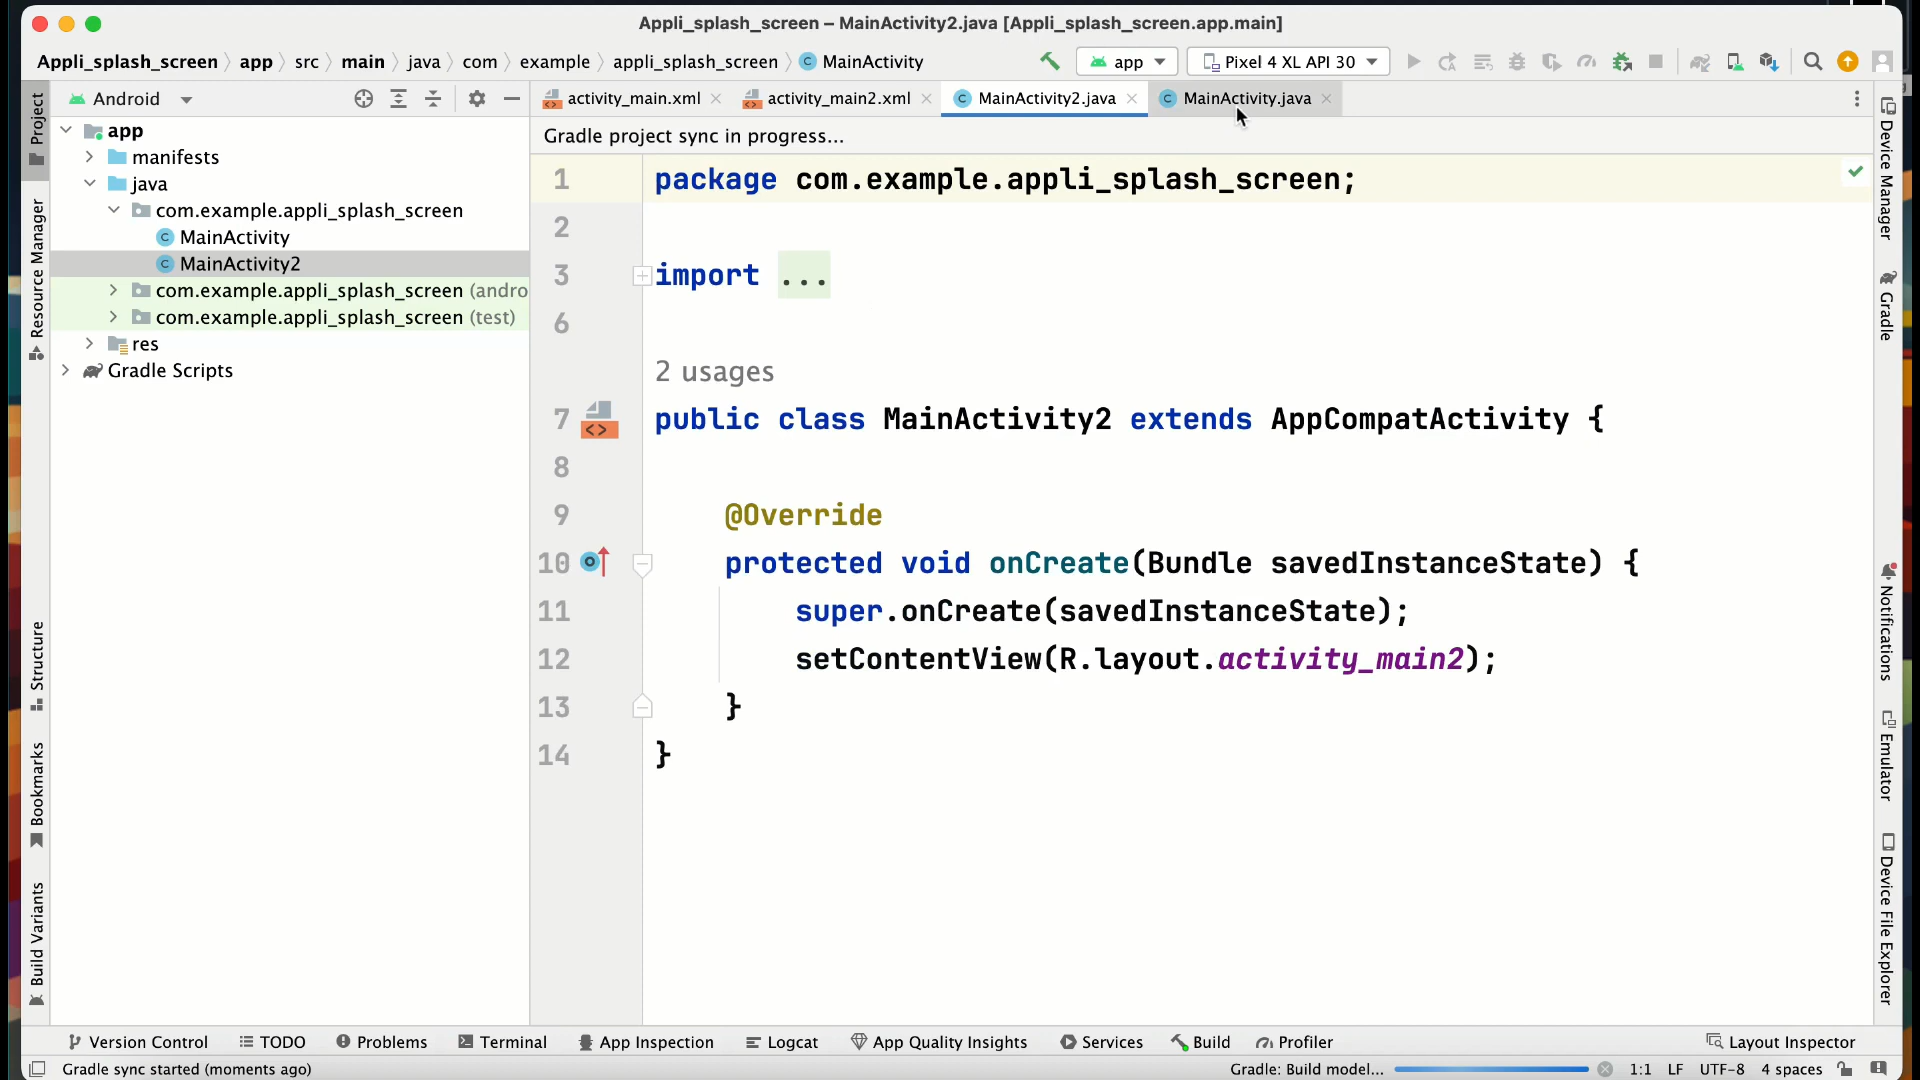 Appli_splash_screen – MainActivity2.java [Appli_splash_screen.app.main]
Appli_splash_screen app src main java com example appli_splash_screen MainActivity
app
Pixel 4 XL API 30
Android
activity_main.xml
activity_main2.xml
MainActivity2.java
MainActivity.java
Gradle project sync in progress...
app
manifests
java
com.example.appli_splash_screen
MainActivity
MainActivity2
com.example.appli_splash_screen (andro
com.example.appli_splash_screen (test)
res
Gradle Scripts
Project
Resource Manager
Structure
Bookmarks
Build Variants
1 package com.example.appli_splash_screen;
2
3 import ...
6
2 usages
7 public class MainActivity2 extends AppCompatActivity {
8
9 @Override
10 protected void onCreate(Bundle savedInstanceState) {
11 super.onCreate(savedInstanceState);
12 setContentView(R.layout.activity_main2);
13 }
14 }
Device Manager
Gradle
Notifications
Emulator
Device File Explorer
Version Control
TODO
Problems
Terminal
App Inspection
Logcat
App Quality Insights
Services
Build
Profiler
Layout Inspector
Gradle sync started (moments ago)
Gradle: Build model...
1:1
LF
UTF-8
4 spaces